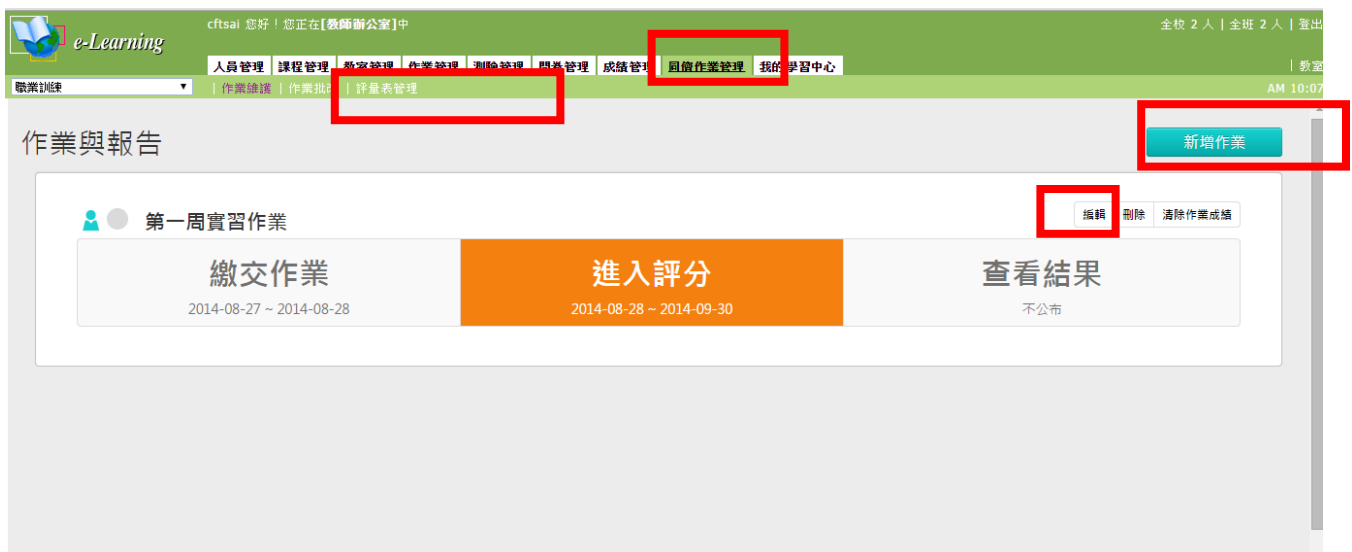 e-Learning
cftsai 您好！您正在[教師辦公室]中
全校 2 人 | 全班 2 人 | 登出
人員管理 課程管理 教室管理 作業管理 測驗管理 問卷管理 成績管理 同儕作業管理 我的學習中心
| 教室
職業訓練
| 作業維護 | 作業批改 | 評量表管理
AM 10:07
作業與報告
新增作業
第一周實習作業
編輯 刪除 清除作業成績
繳交作業 進入評分 查看結果
2014-08-27 ~ 2014-08-28 2014-08-28 ~ 2014-09-30 不公布